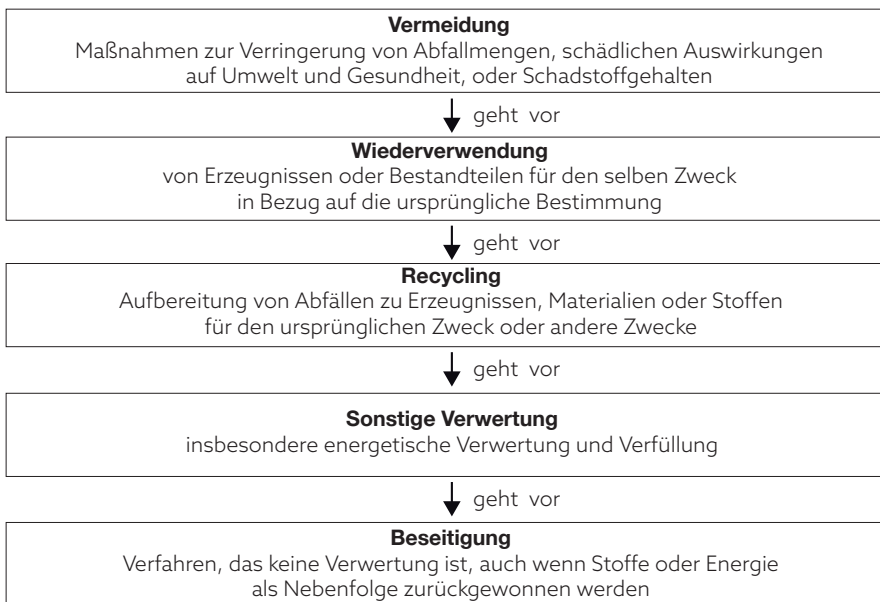 Vermeidung
Maßnahmen zur Verringerung von Abfallmengen, schädlichen Auswirkungen
auf Umwelt und Gesundheit, oder Schadstoffgehalten
geht vor
Wiederverwendung
von Erzeugnissen oder Bestandteilen für den selben Zweck
in Bezug auf die ursprüngliche Bestimmung
geht vor
Recycling
Aufbereitung von Abfällen zu Erzeugnissen, Materialien oder Stoffen
für den ursprünglichen Zweck oder andere Zwecke
geht vor
Sonstige Verwertung
insbesondere energetische Verwertung und Verfüllung
geht vor
Beseitigung
Verfahren, das keine Verwertung ist, auch wenn Stoffe oder Energie
als Nebenfolge zurückgewonnen werden